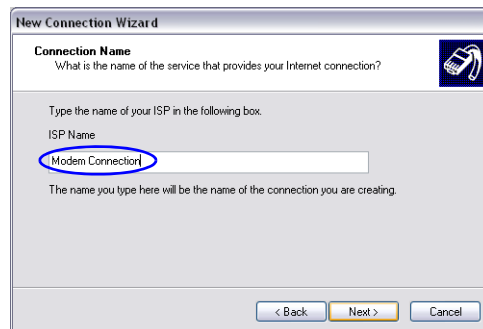 New Connection Wizard
Connection Name
What is the name of the service that provides your Internet connection?
Type the name of your ISP in the following box.
ISP Name
Modem Connection
The name you type here will be the name of the connection you are creating.
< Back
Next >
Cancel